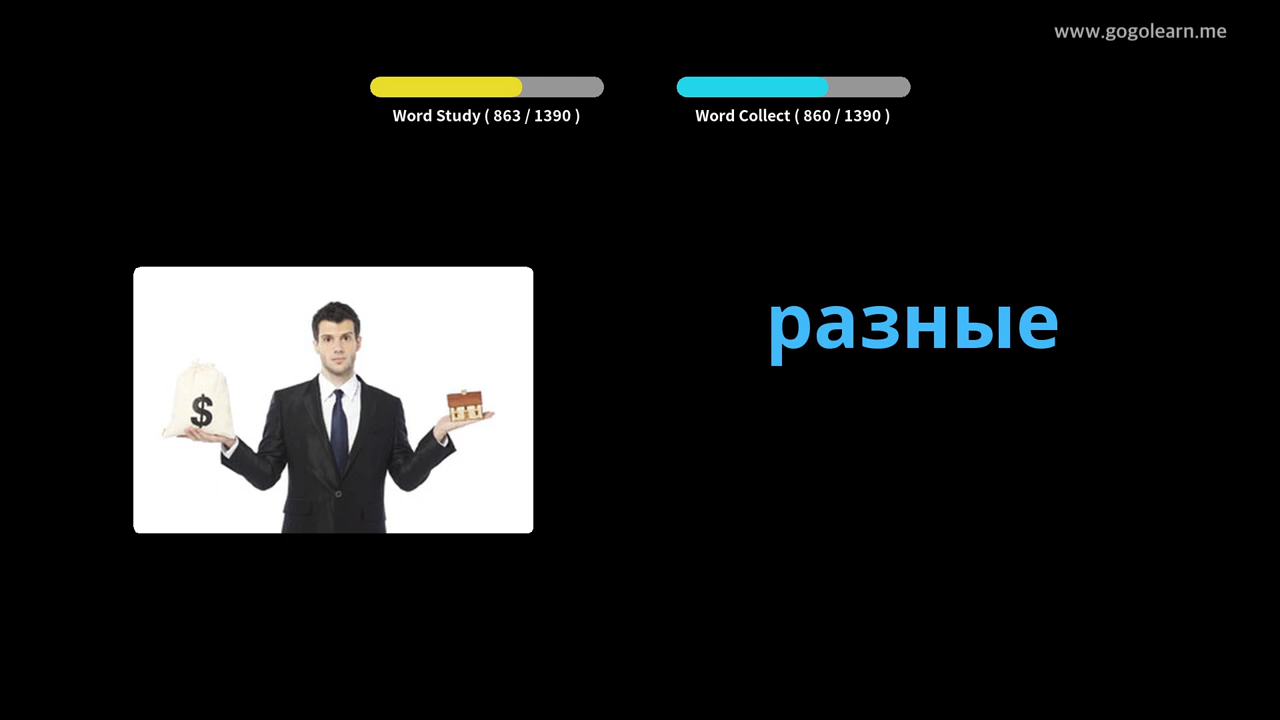 www.gogolearn.me
Word Study ( 863 / 1390 )
Word Collect ( 860 / 1390 )
разные
$